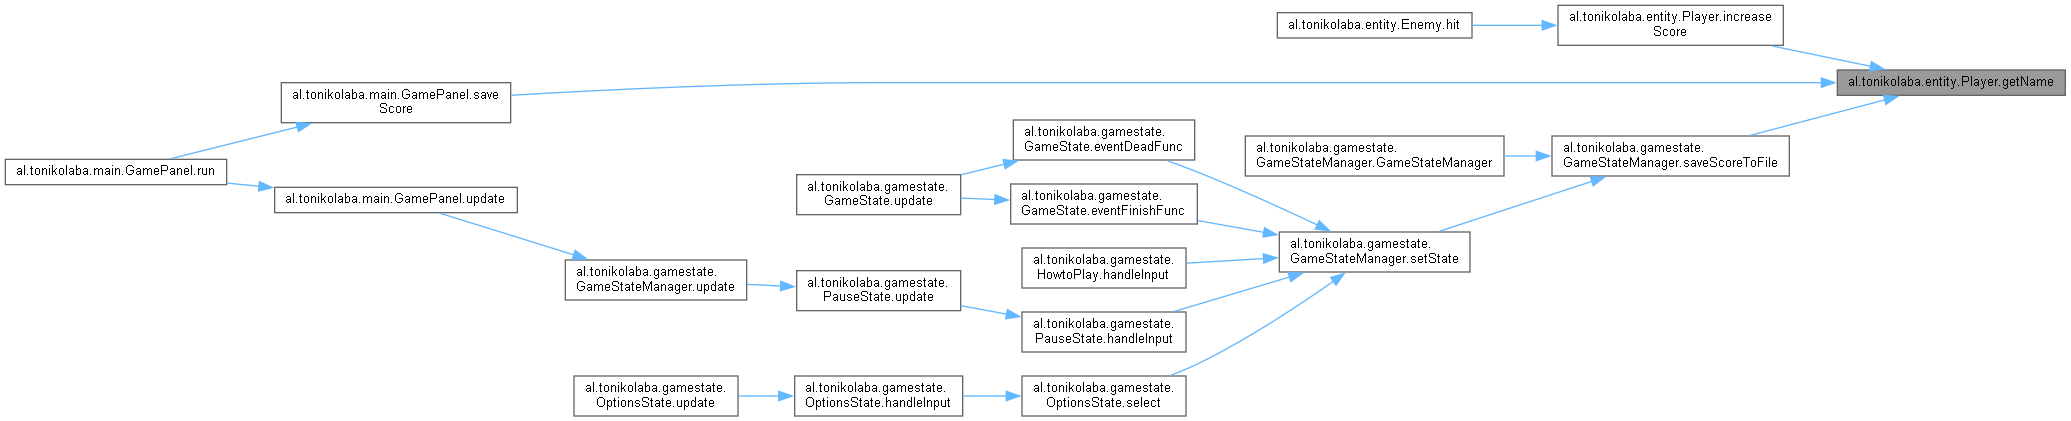 al.tonikolaba.entity.Enemy.hit
al.tonikolaba.entity.Player.increase
Score
al.tonikolaba.entity.Player.getName
al.tonikolaba.main.GamePanel.save
Score
al.tonikolaba.gamestate.
GameState.eventDeadFunc
al.tonikolaba.gamestate.
GameStateManager.GameStateManager
al.tonikolaba.gamestate.
GameStateManager.saveScoreToFile
al.tonikolaba.main.GamePanel.run
al.tonikolaba.main.GamePanel.update
al.tonikolaba.gamestate.
GameState.update
al.tonikolaba.gamestate.
GameState.eventFinishFunc
al.tonikolaba.gamestate.
GameStateManager.setState
al.tonikolaba.gamestate.
HowtoPlay.handleInput
al.tonikolaba.gamestate.
GameStateManager.update
al.tonikolaba.gamestate.
PauseState.update
al.tonikolaba.gamestate.
PauseState.handleInput
al.tonikolaba.gamestate.
OptionsState.update
al.tonikolaba.gamestate.
OptionsState.handleInput
al.tonikolaba.gamestate.
OptionsState.select